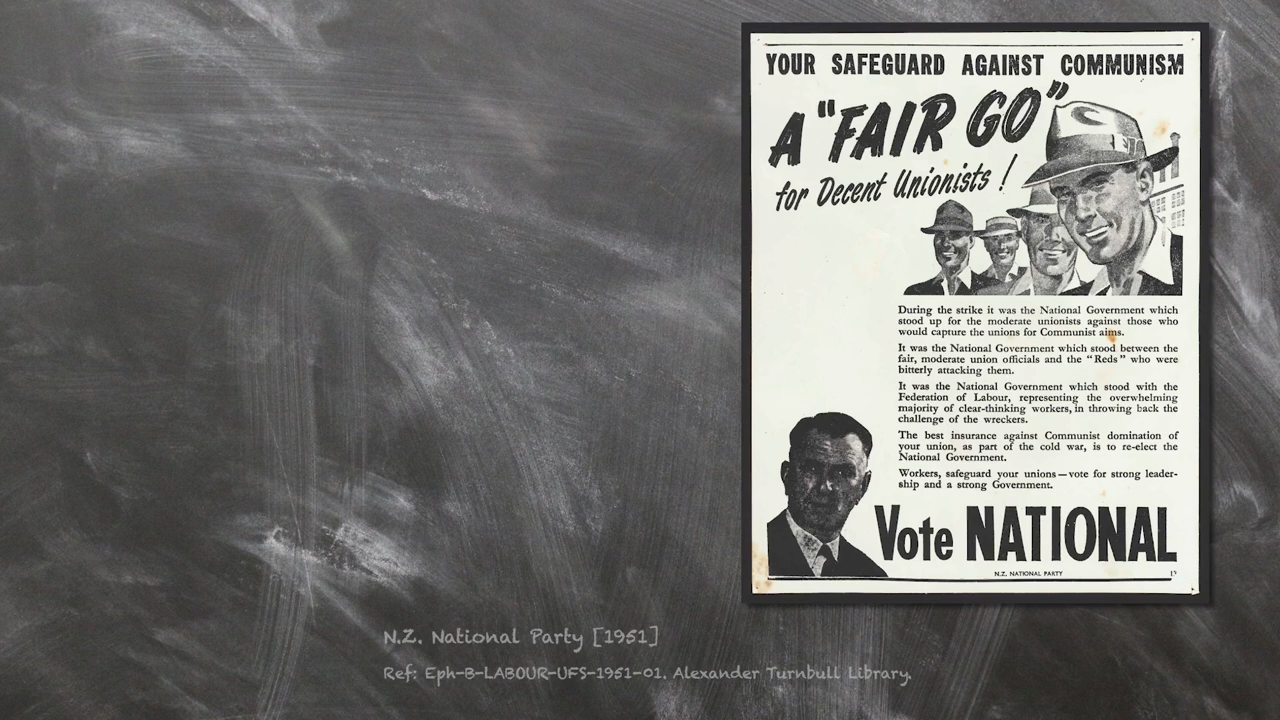 YOUR SAFEGUARD AGAINST COMMUNISM
A "FAIR GO"
for Decent Unionists !
During the strike it was the National Government which
stood up for the moderate unionists against those who
would capture the unions for Communist aims.
It was the National Government which stood between the
fair, moderate union officials and the "Reds" who were
bitterly attacking them.
It was the National Government which stood with the
Federation of Labour, representing the overwhelming
majority of clear-thinking workers, in throwing back the
challenge of the wreckers.
The best insurance against Communist domination of
your union, as part of the cold war, is to re-elect the
National Government.
Workers, safeguard your unions — vote for strong leader-
ship and a strong Government.
Vote NATIONAL
N.Z. NATIONAL PARTY
N.Z. National Party [1951]
Ref: Eph-B-LABOUR-UFS-1951-01. Alexander Turnbull Library.